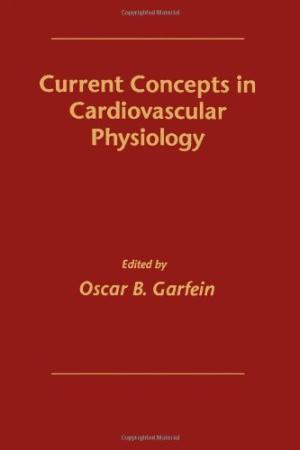 Current Concepts in
Cardiovascular
Physiology
Edited by
Oscar B. Garfein